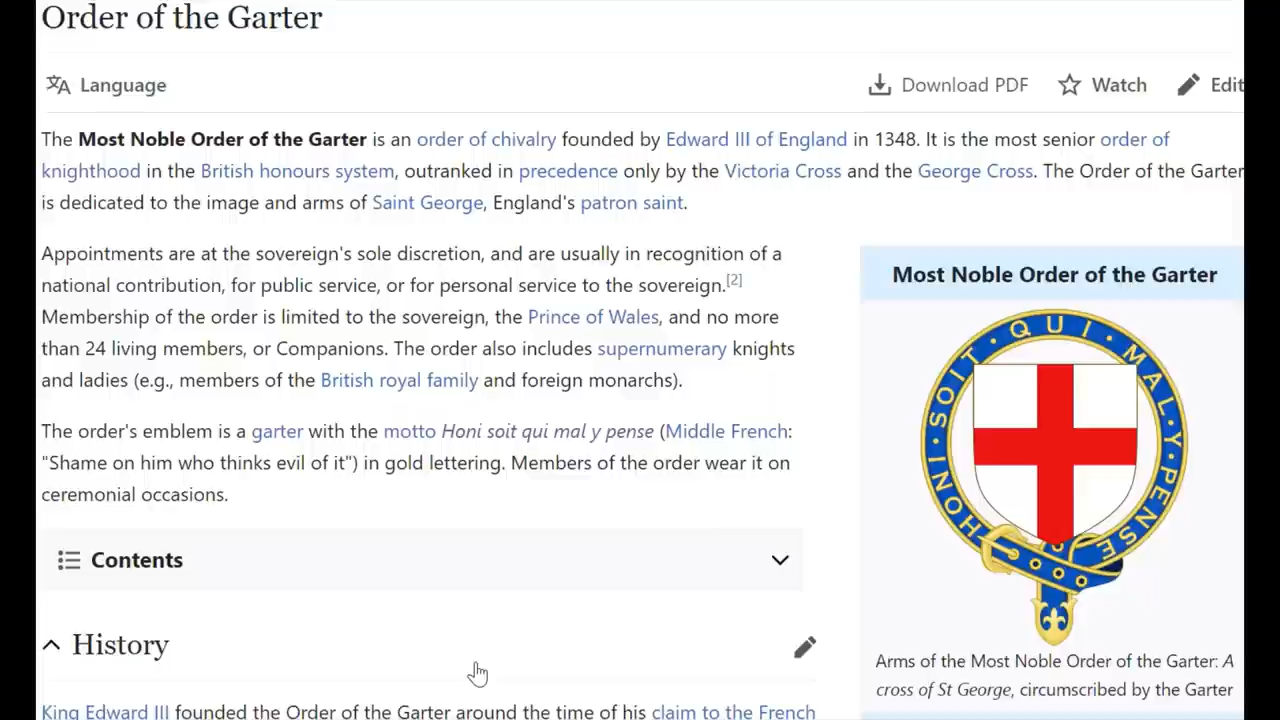 Order of the Garter
Language
Download PDF
Watch
Edit
The Most Noble Order of the Garter is an order of chivalry founded by Edward III of England in 1348. It is the most senior order of
knighthood in the British honours system, outranked in precedence only by the Victoria Cross and the George Cross. The Order of the Garter
is dedicated to the image and arms of Saint George, England's patron saint.
Appointments are at the sovereign's sole discretion, and are usually in recognition of a
national contribution, for public service, or for personal service to the sovereign.[2]
Membership of the order is limited to the sovereign, the Prince of Wales, and no more
than 24 living members, or Companions. The order also includes supernumerary knights
and ladies (e.g., members of the British royal family and foreign monarchs).
The order's emblem is a garter with the motto Honi soit qui mal y pense (Middle French:
"Shame on him who thinks evil of it") in gold lettering. Members of the order wear it on
ceremonial occasions.
Most Noble Order of the Garter
HONI · SOIT · QUI · MAL · Y · PENSE
Arms of the Most Noble Order of the Garter: A
cross of St George, circumscribed by the Garter
Contents
History
King Edward III founded the Order of the Garter around the time of his claim to the French